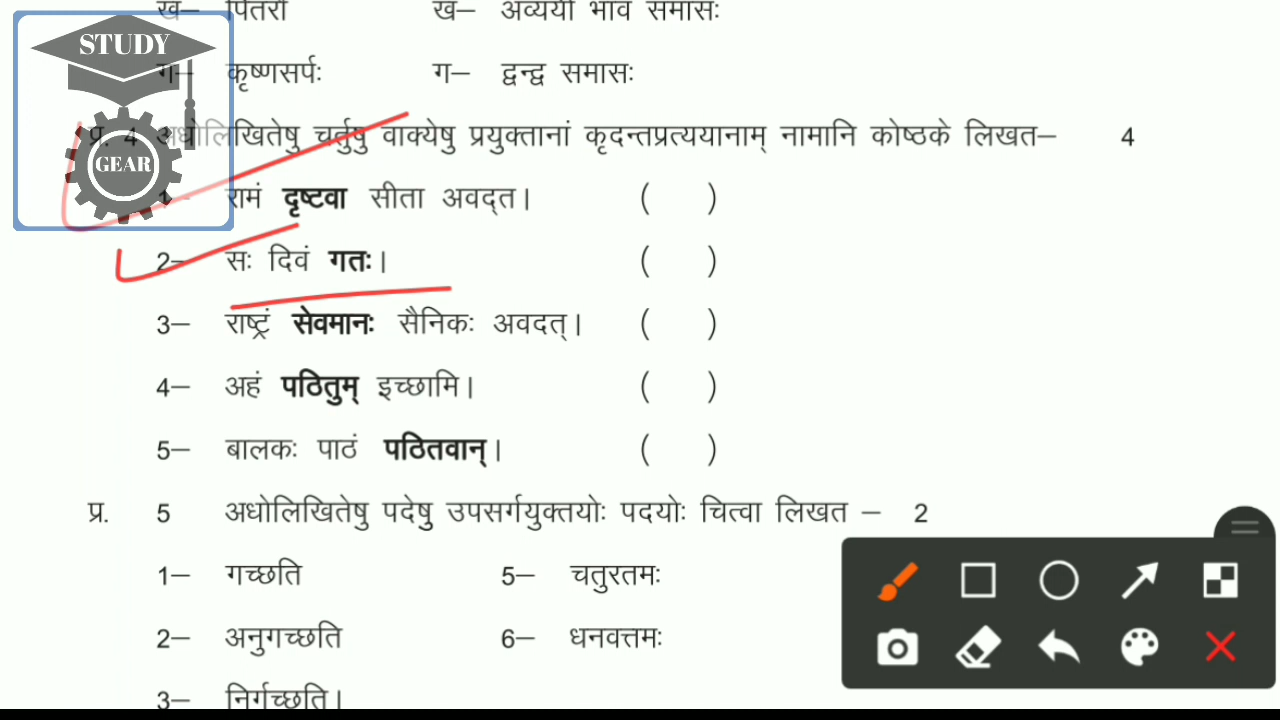 ख— पितरौ ख— अव्ययी भाव समासः
STUDY
ग— कृष्णसर्पः ग— द्वन्द्व समासः
प्र. 4 अधोलिखितेषु चर्तुषु वाक्येषु प्रयुक्तानां कृदन्तप्रत्ययानाम् नामानि कोष्ठके लिखत— 4
GEAR
1— रामं दृष्टवा सीता अवद्त। ( )
2— सः दिवं गतः। ( )
3— राष्ट्रं सेवमानः सैनिकः अवदत्। ( )
4— अहं पठितुम् इच्छामि। ( )
5— बालकः पाठं पठितवान्। ( )
प्र. 5 अधोलिखितेषु पदेषु उपसर्गयुक्तयोः पदयोः चित्वा लिखत — 2
1— गच्छति 5— चतुरतमः
2— अनुगच्छति 6— धनवत्तमः
3— निर्गच्छति।